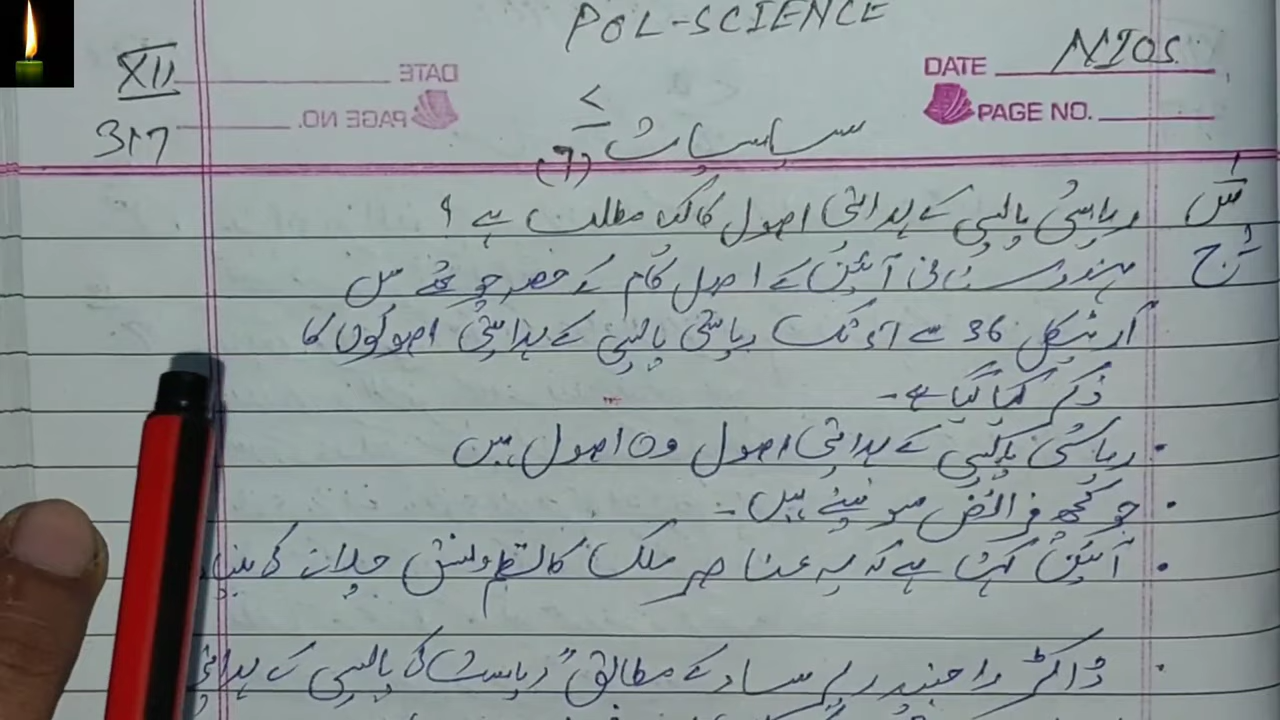 POL-SCIENCE
NIOS
XII
DATE
DATE
PAGE NO.
PAGE NO.
317
سیاسیات
(7)
س ریاستی پالیسی کے ہدایتی اصول کا کیا مطلب ہے ؟
ج ہندوستانی آئین کے اصول کام کے حصہ چوتھے میں
آرٹیکل 36 سے تک ریاستی پالیسی کے ہدایتی اصولوں کا
ذکر کیا گیا ہے۔
• ریاستی پالیسی کے ہدایتی اصول وہ اصول ہیں
• جو کچھ فرائض سونپتے ہیں۔
• آئین کہتا ہے کہ یہ عناصر ملک کا نظم و نسق چلانے کی
• ڈاکٹر راجندر پرساد کے مطابق "ریاست کی پالیسی کے ہدایتی